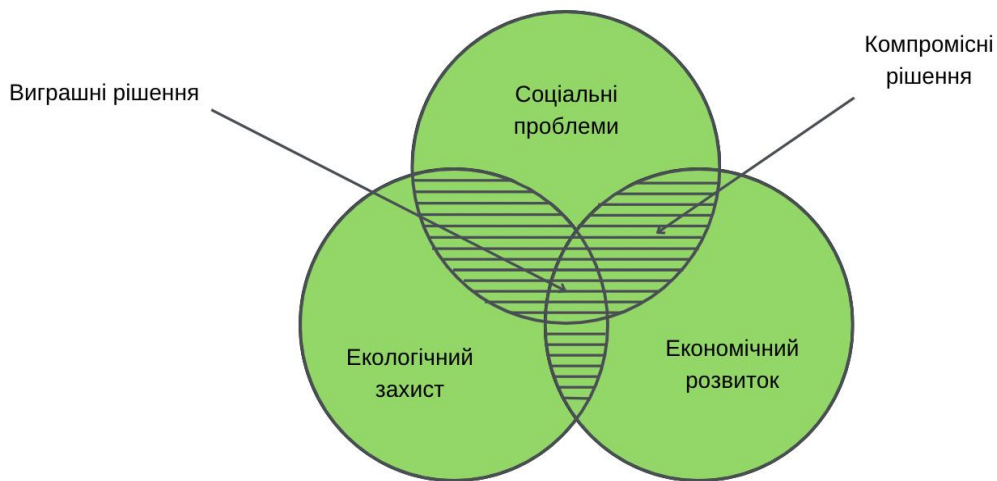 Виграшні рішення
Соціальні
проблеми
Компромісні
рішення
Екологічний
захист
Економічний
розвиток